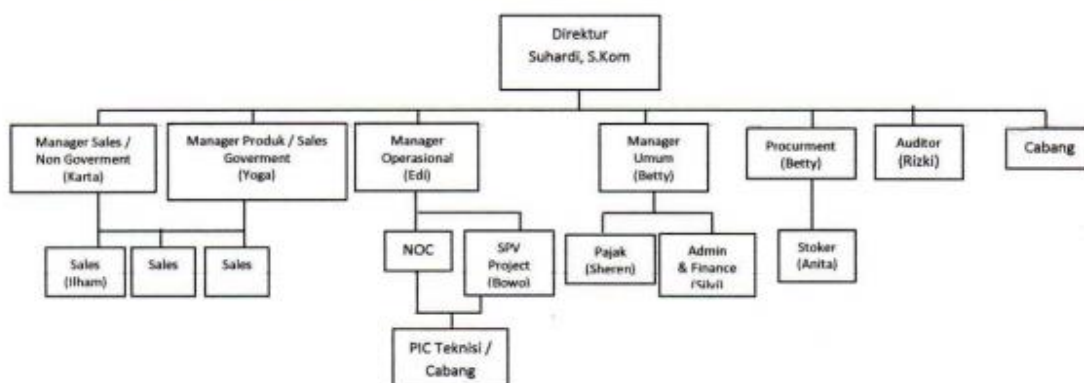 Direktur
Suhardi, S.Kom
Manager Sales /
Non Goverment
(Karta)
Manager Produk / Sales
Goverment
(Yoga)
Manager
Operasional
(Edi)
Manager
Umum
(Betty)
Procurment
(Betty)
Auditor
(Rizki)
Cabang
Sales
(Ilham)
Sales
Sales
NOC
SPV
Project
(Bowo)
Pajak
(Sheren)
Admin
& Finance
(Silvi)
Stoker
(Anita)
PIC Teknisi /
Cabang